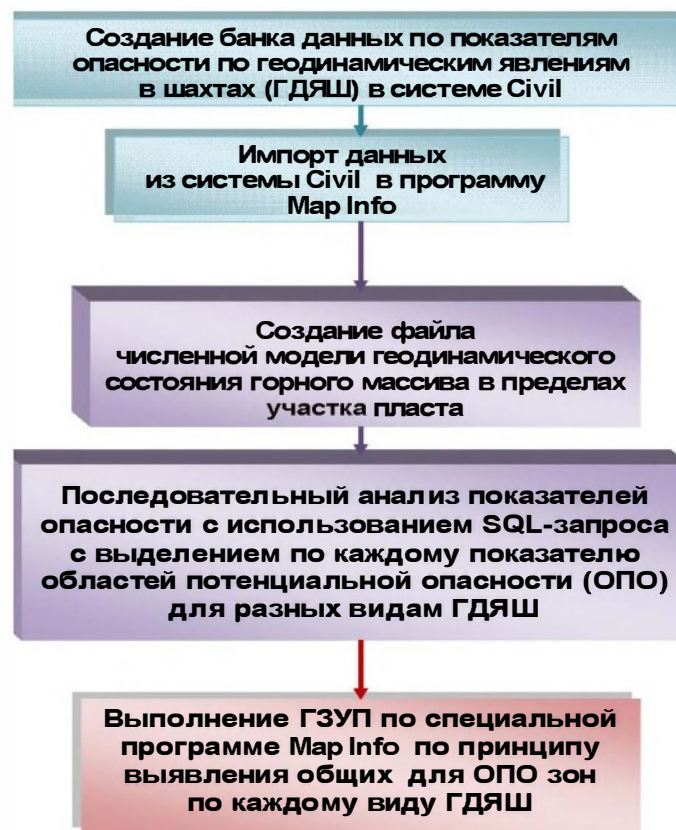 Создание банка данных по показателям
опасности по геодинамическим явлениям
в шахтах (ГДЯШ) в системе Civil
Импорт данных
из системы Civil в программу
Map Info
Создание файла
численной модели геодинамического
состояния горного массива в пределах
участка пласта
Последовательный анализ показателей
опасности с использованием SQL-запроса
с выделением по каждому показателю
областей потенциальной опасности (ОПО)
для разных видам ГДЯШ
Выполнение ГЗУП по специальной
программе Map Info по принципу
выявления общих для ОПО зон
по каждому виду ГДЯШ